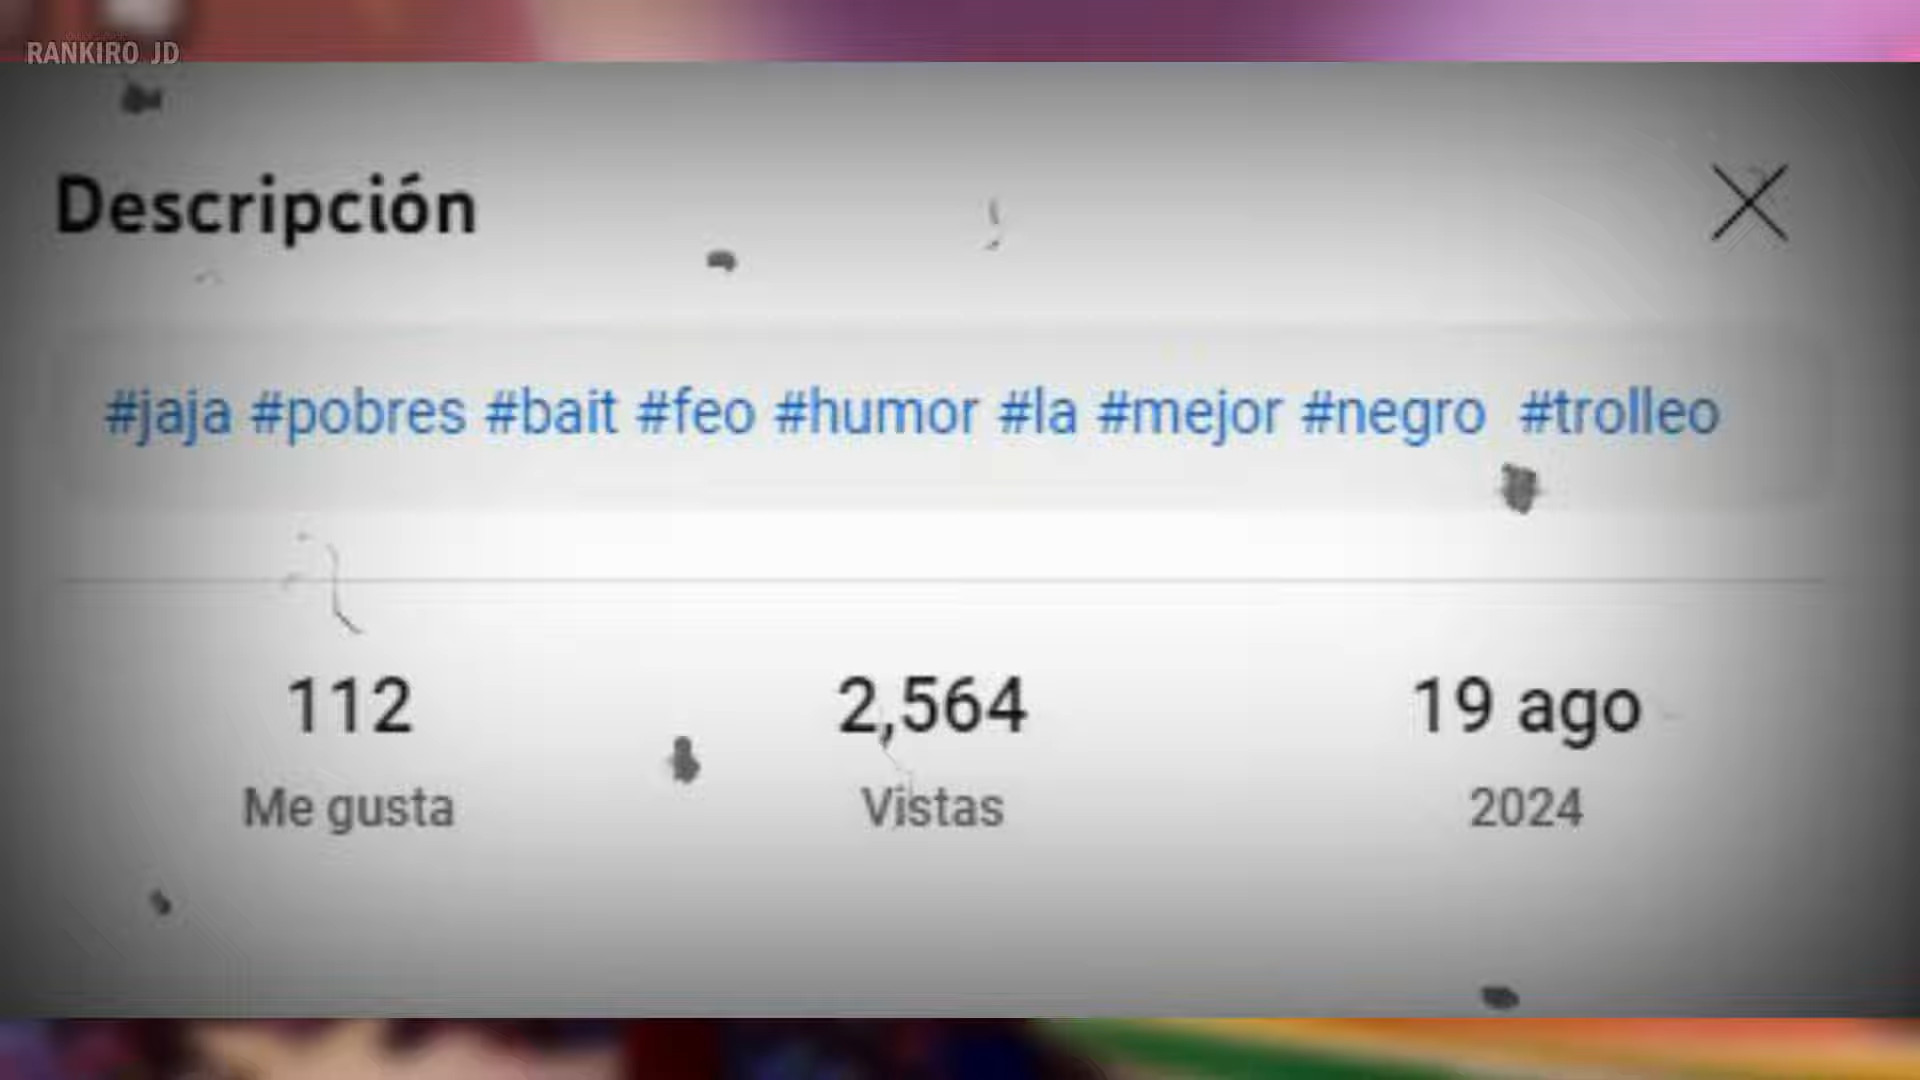 RANKIRO JD
Descripción
#jaja #pobres #bait #feo #humor #la #mejor #negro #trolleo
112 2,564 19 ago
Me gusta Vistas 2024